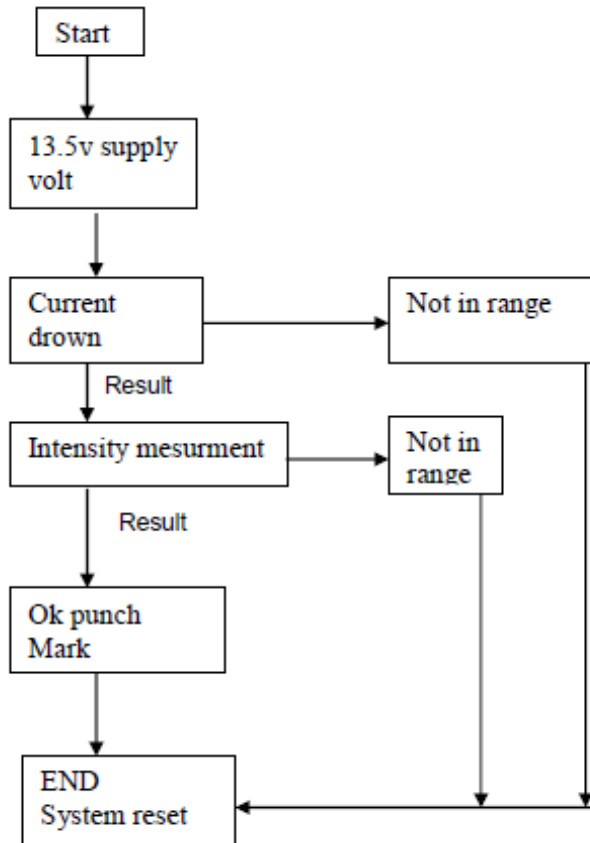 Start
13.5v supply
volt
Current
drown
Not in range
Result
Intensity mesurment
Not in
range
Result
Ok punch
Mark
END
System reset